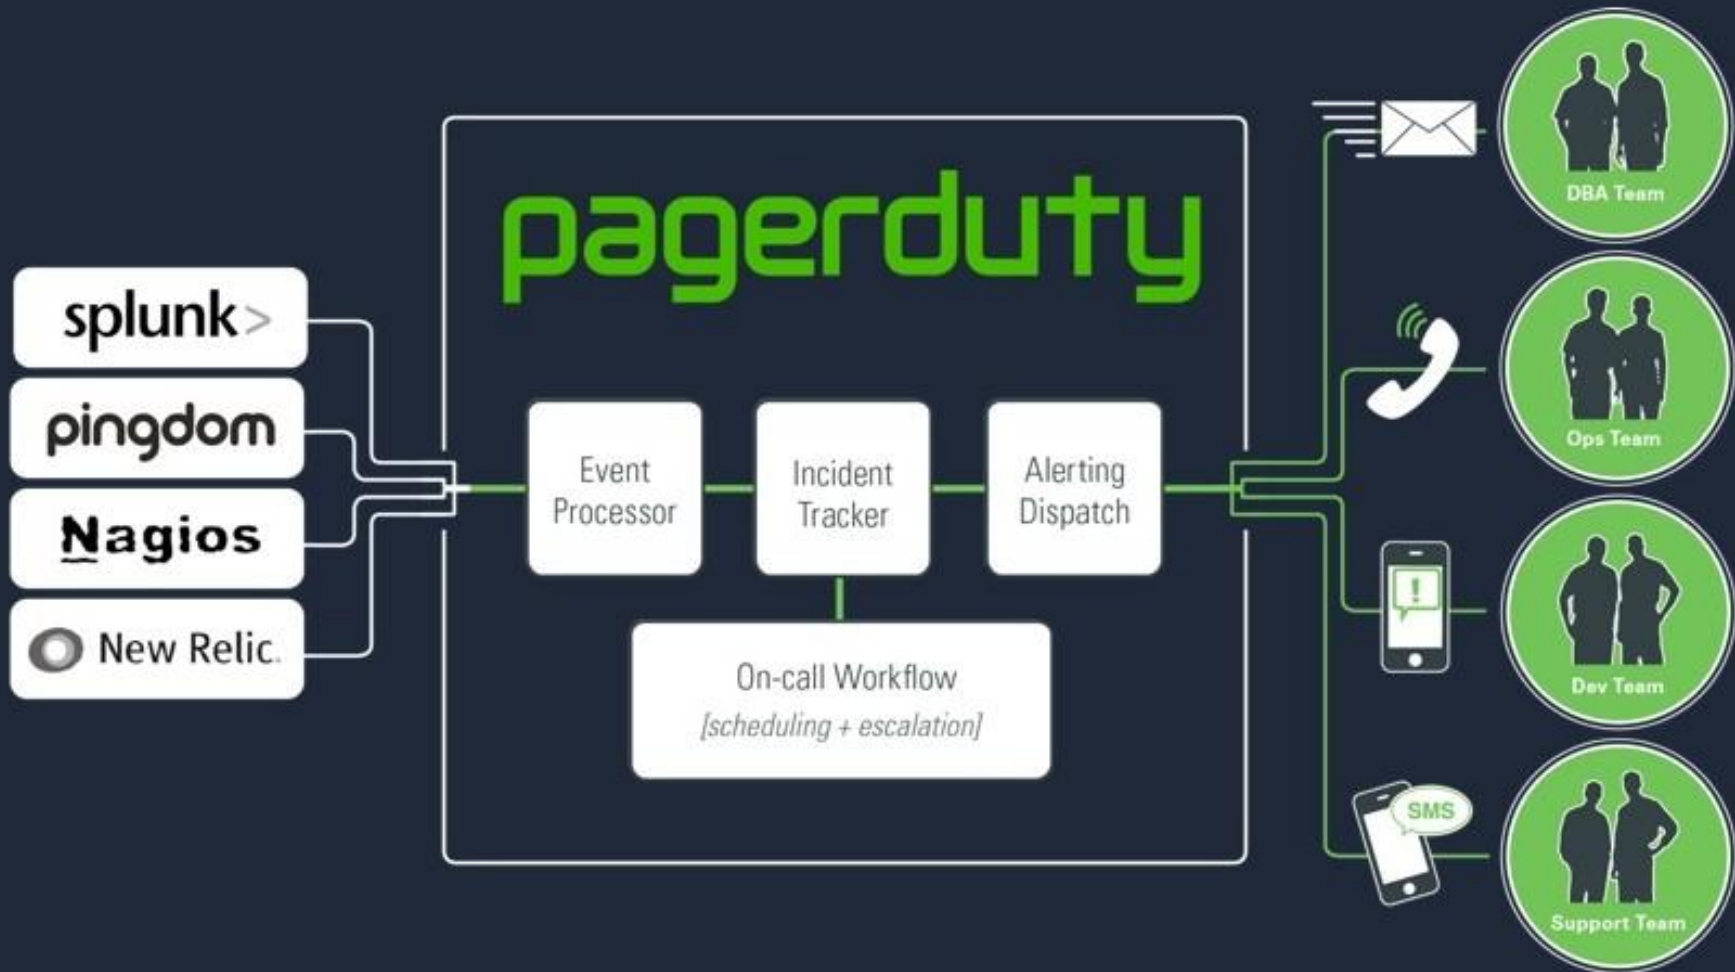 splunk>
pingdom
Nagios
New Relic.
pagerduty
Event
Processor
Incident
Tracker
Alerting
Dispatch
On-call Workflow
[scheduling + escalation]
DBA Team
Ops Team
!
Dev Team
SMS
Support Team